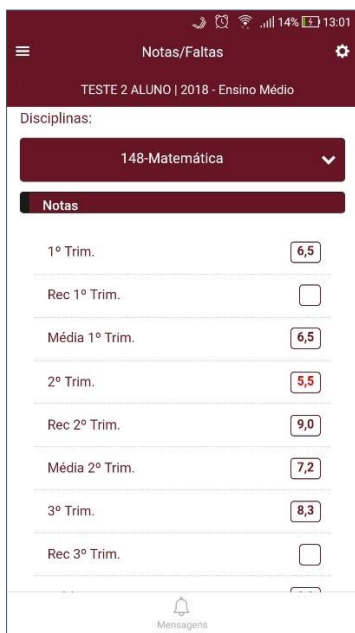 14% 13:01
Notas/Faltas
TESTE 2 ALUNO | 2018 - Ensino Médio
Disciplinas:
148-Matemática
Notas
1º Trim. 6,5
Rec 1º Trim.
Média 1º Trim. 6,5
2º Trim. 5,5
Rec 2º Trim. 9,0
Média 2º Trim. 7,2
3º Trim. 8,3
Rec 3º Trim.
Mensagens